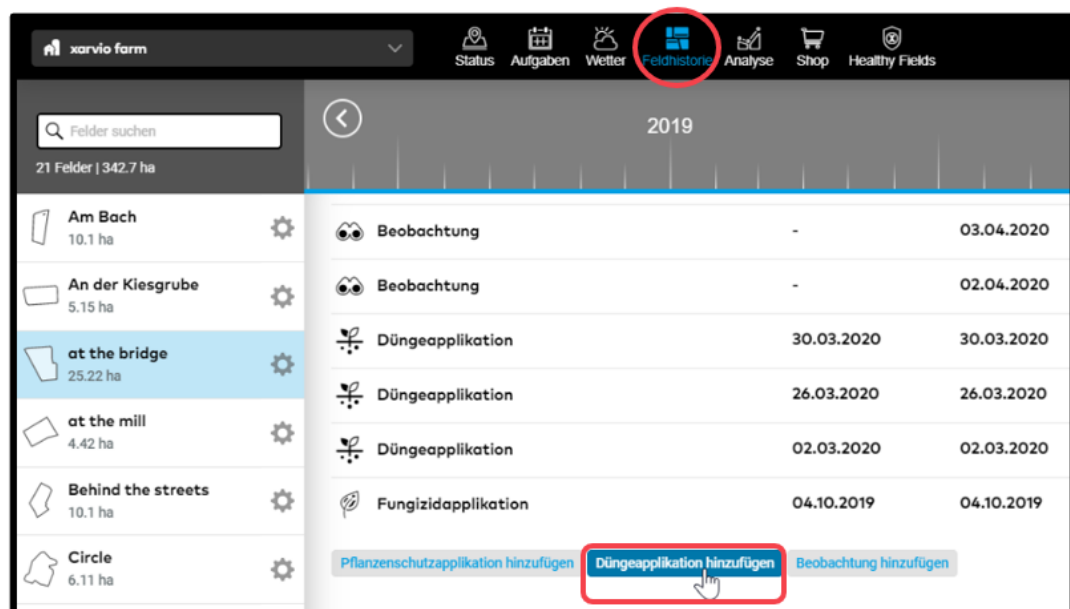 xarvio farm
Status Aufgaben Wetter Feldhistorie Analyse Shop Healthy Fields
Felder suchen
21 Felder | 342.7 ha
2019
Am Bach
10.1 ha
An der Kiesgrube
5.15 ha
at the bridge
25.22 ha
at the mill
4.42 ha
Behind the streets
10.1 ha
Circle
6.11 ha
Beobachtung - 03.04.2020
Beobachtung - 02.04.2020
Düngeapplikation 30.03.2020 30.03.2020
Düngeapplikation 26.03.2020 26.03.2020
Düngeapplikation 02.03.2020 02.03.2020
Fungizidapplikation 04.10.2019 04.10.2019
Pflanzenschutzapplikation hinzufügen Düngeapplikation hinzufügen Beobachtung hinzufügen